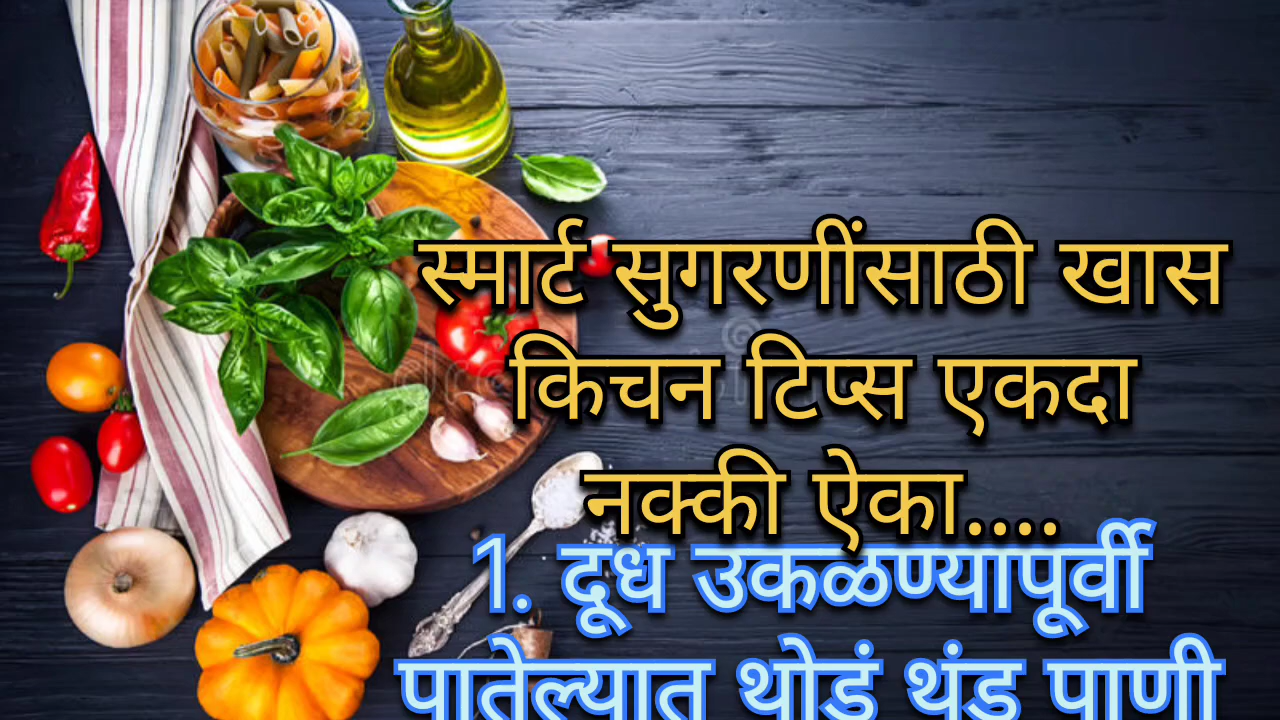 स्मार्ट सुगरणींसाठी खास
किचन टिप्स एकदा
नक्की ऐका....
1. दूध उकळण्यापूर्वी
पातेल्यात थोडं थंड पाणी